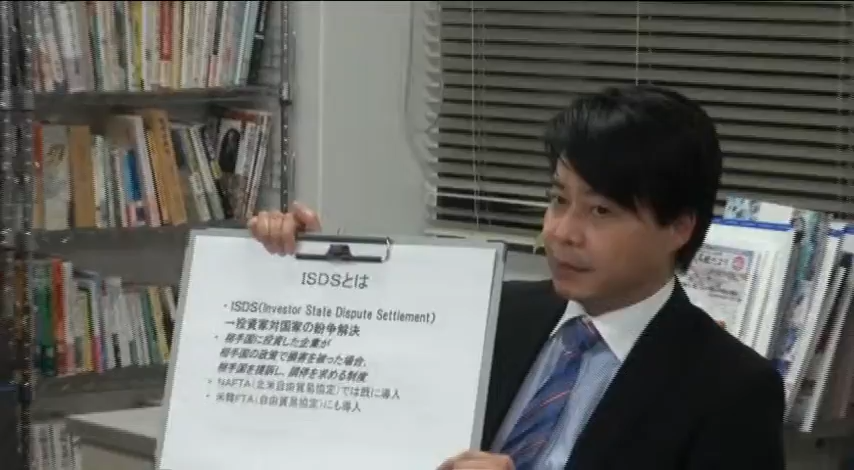 ISDSとは
・ISDS(Investor State Dispute Settlement)
→投資家対国家の紛争解決
・相手国に投資した企業が
相手国の政策で損害を被った場合、
相手国を提訴し、調停を求める制度
・NAFTA(北米自由貿易協定)では既に導入
・米韓FTA(自由貿易協定)にも導入